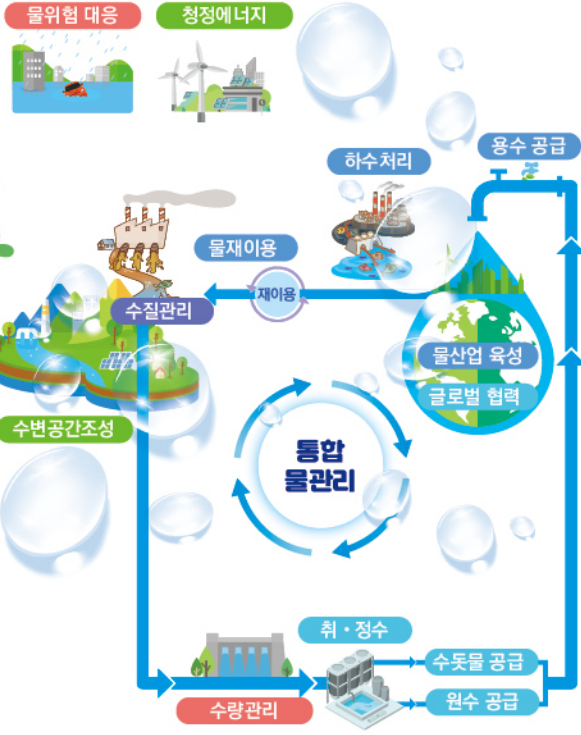 물위험 대응
청정에너지
용수 공급
하수처리
물재이용
재이용
수질관리
물산업 육성
글로벌 협력
수변공간조성
통합
물관리
취·정수
수돗물 공급
원수 공급
수량관리